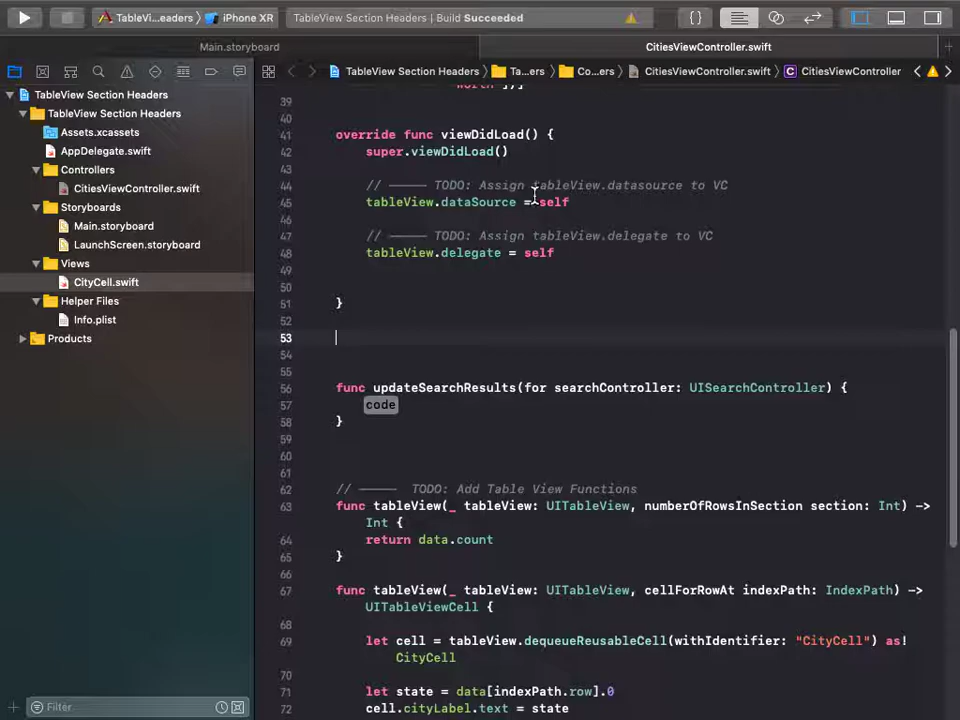 TableVi...eaders
iPhone XR
TableView Section Headers | Build Succeeded
Main.storyboard
CitiesViewController.swift
TableView Section Headers
Ta...ers
Co...ers
CitiesViewController.swift
C CitiesViewController
TableView Section Headers
TableView Section Headers
Assets.xcassets
AppDelegate.swift
Controllers
CitiesViewController.swift
Storyboards
Main.storyboard
LaunchScreen.storyboard
Views
CityCell.swift
Helper Files
Info.plist
Products
Filter
39
40
41 override func viewDidLoad() {
42 super.viewDidLoad()
43
44 // ––––– TODO: Assign tableView.datasource to VC
45 tableView.dataSource = self
46
47 // ––––– TODO: Assign tableView.delegate to VC
48 tableView.delegate = self
49
50
51 }
52
53
54
55
56 func updateSearchResults(for searchController: UISearchController) {
57 code
58 }
59
60
61
62 // ––––– TODO: Add Table View Functions
63 func tableView(_ tableView: UITableView, numberOfRowsInSection section: Int) ->
Int {
64 return data.count
65 }
66
67 func tableView(_ tableView: UITableView, cellForRowAt indexPath: IndexPath) ->
UITableViewCell {
68
69 let cell = tableView.dequeueReusableCell(withIdentifier: "CityCell") as!
CityCell
70
71 let state = data[indexPath.row].0
72 cell.cityLabel.text = state